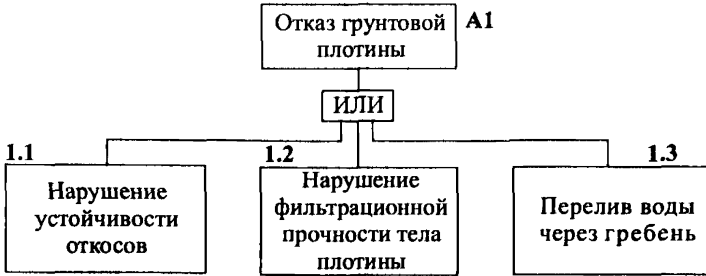 Отказ грунтовой
плотины
А1
ИЛИ
1.1
Нарушение
устойчивости
откосов
1.2
Нарушение
фильтрационной
прочности тела
плотины
1.3
Перелив воды
через гребень